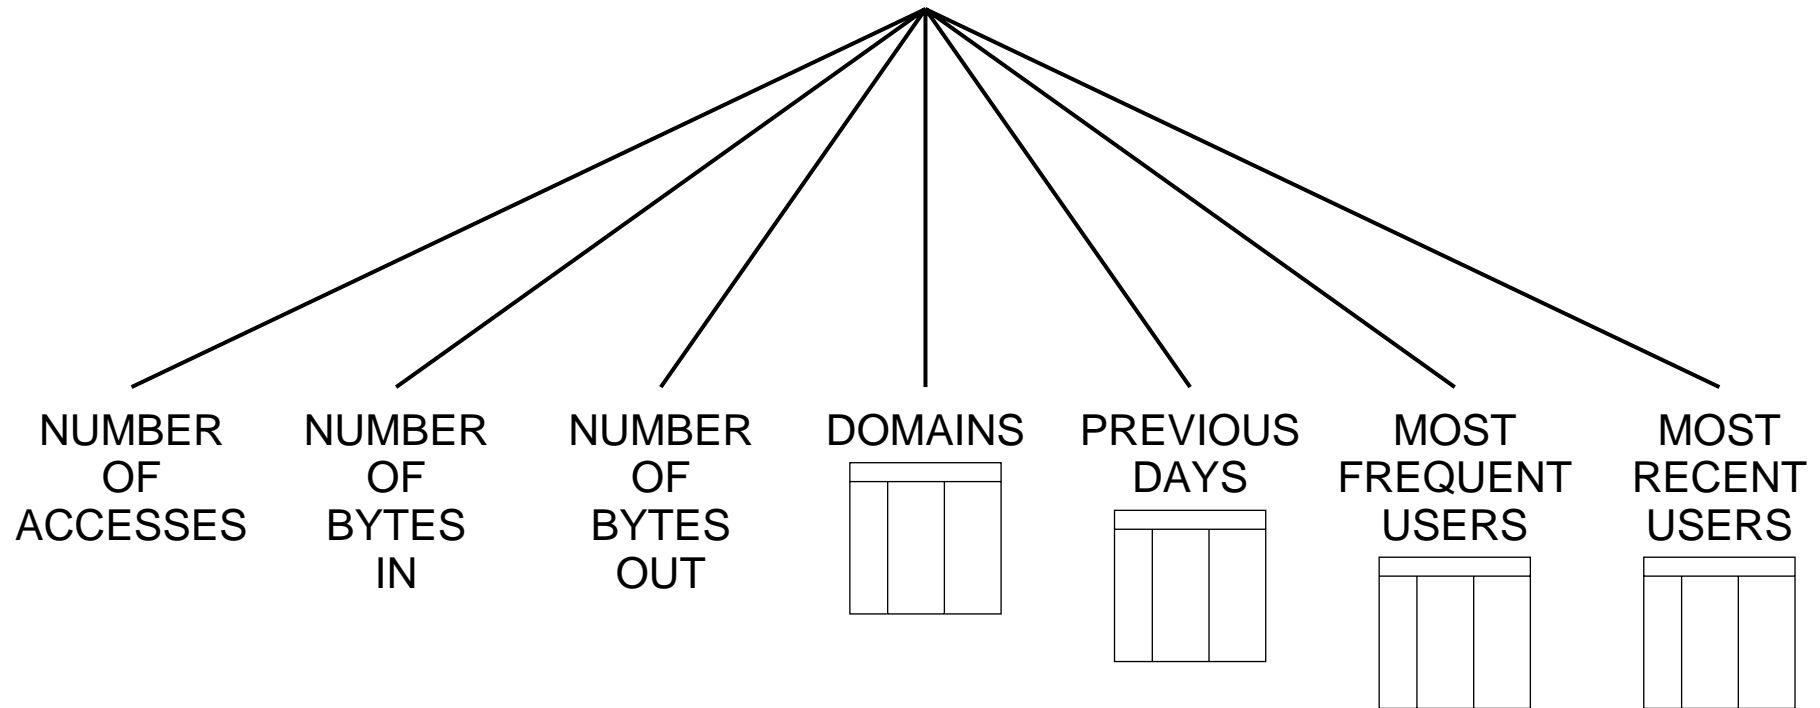 NUMBER
OF
ACCESSES
NUMBER
OF
BYTES
IN
NUMBER
OF
BYTES
OUT
DOMAINS
PREVIOUS
DAYS
MOST
FREQUENT
USERS
MOST
RECENT
USERS